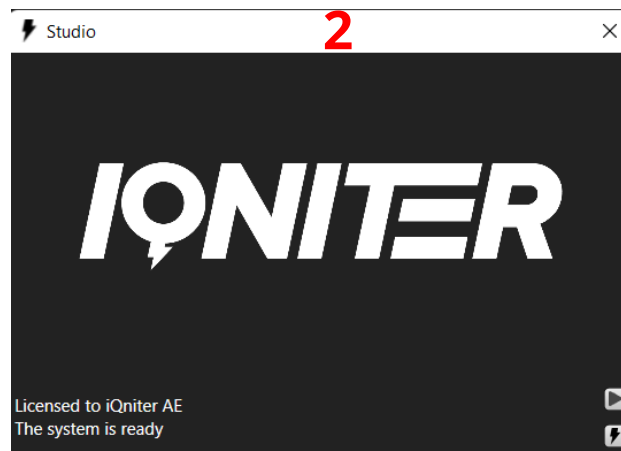 Studio
2
IQNITER
Licensed to iQniter AE
The system is ready